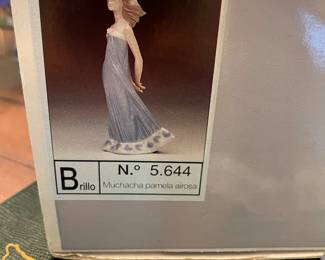 Brillo
N.º 5.644
Muchacha pamela airosa